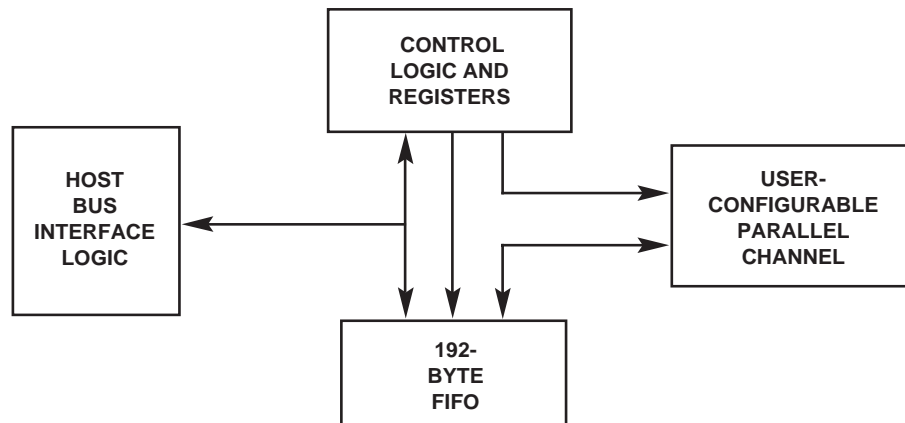 CONTROL
LOGIC AND
REGISTERS
HOST
BUS
INTERFACE
LOGIC
USER-
CONFIGURABLE
PARALLEL
CHANNEL
192-
BYTE
FIFO